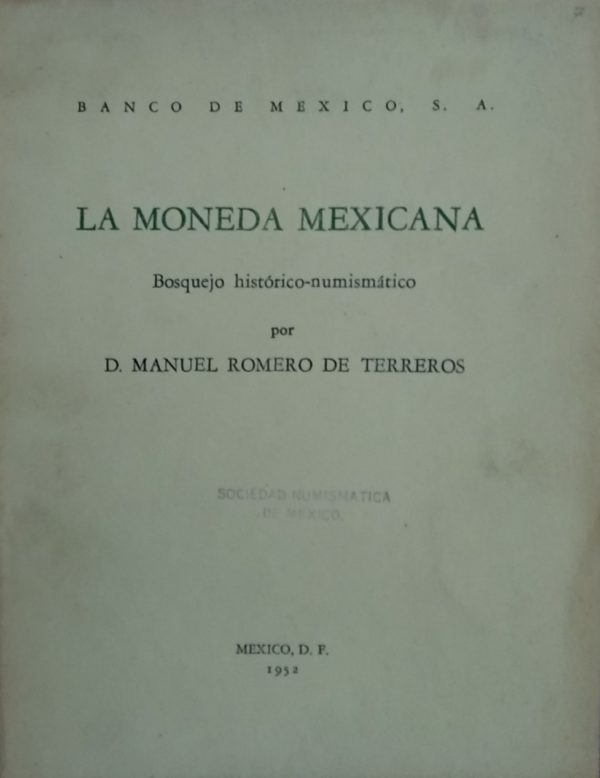 BANCO DE MEXICO, S. A.
LA MONEDA MEXICANA
Bosquejo histórico-numismático
por
D. MANUEL ROMERO DE TERREROS
SOCIEDAD NUMISMATICA
DE MEXICO.
MEXICO, D. F.
1952